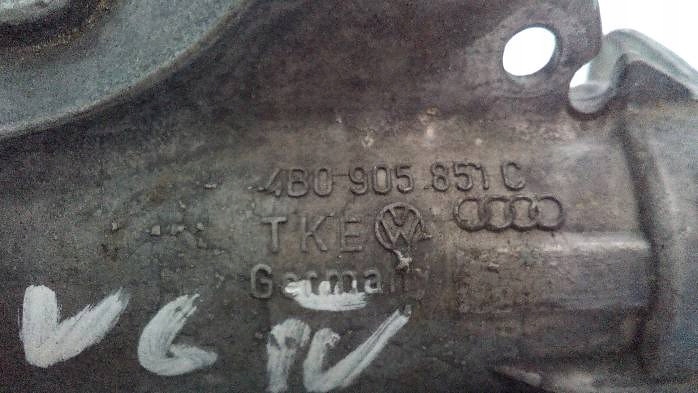 4B0 905 851 C
TKE
Germany
VG IV